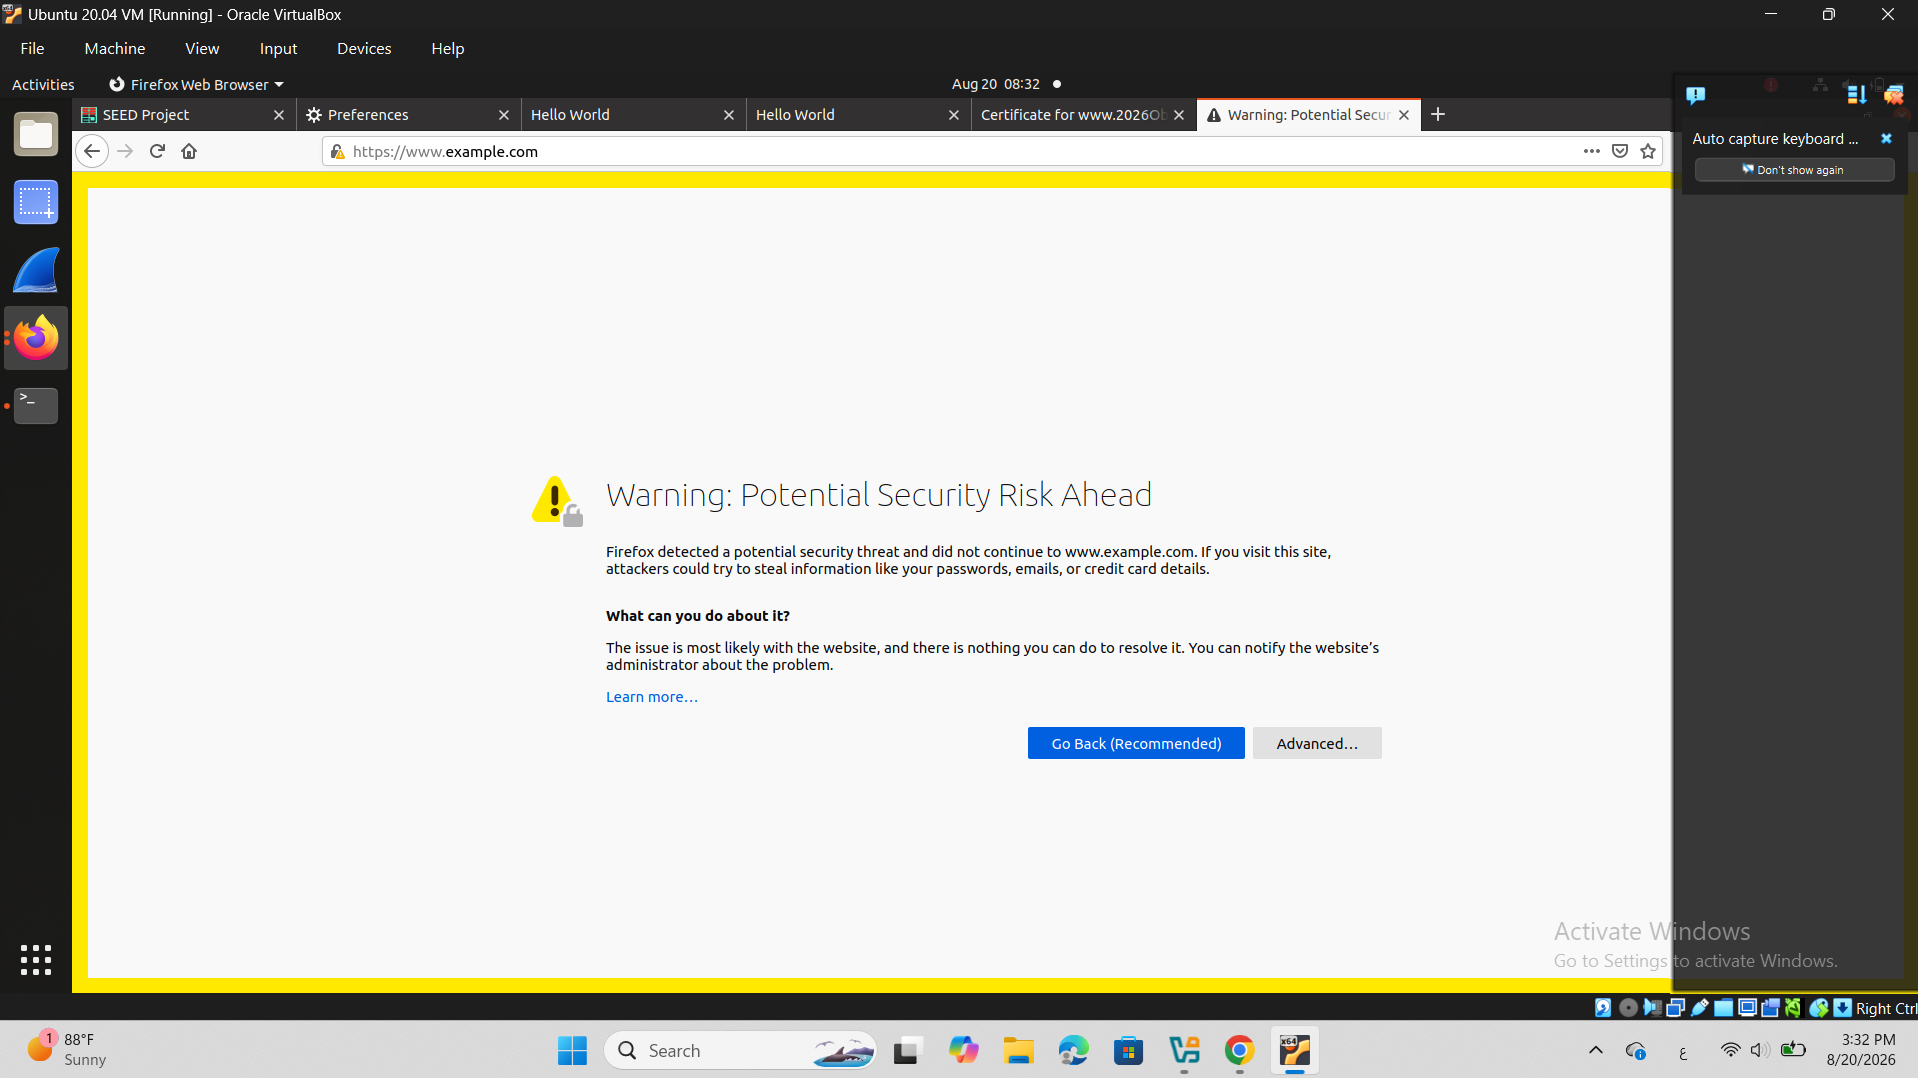 Ubuntu 20.04 VM [Running] - Oracle VirtualBox
File Machine View Input Devices Help
Activities Firefox Web Browser Aug 20 08:32
SEED Project Preferences Hello World Hello World Certificate for www.2026Ob Warning: Potential Secur
https://www.example.com
Auto capture keyboard ...
Don't show again
Warning: Potential Security Risk Ahead
Firefox detected a potential security threat and did not continue to www.example.com. If you visit this site,
attackers could try to steal information like your passwords, emails, or credit card details.
What can you do about it?
The issue is most likely with the website, and there is nothing you can do to resolve it. You can notify the website’s
administrator about the problem.
Learn more…
Go Back (Recommended) Advanced…
Activate Windows
Go to Settings to activate Windows.
Right Ctrl
1 88°F
Sunny
Search
x64
ع
3:32 PM
8/20/2026